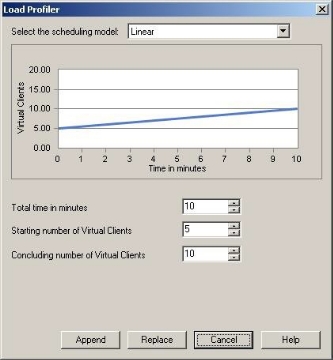 Load Profiler
Select the scheduling model: Linear
20.00
15.00
10.00
5.00
0.00
Virtual Clients
0 1 2 3 4 5 6 7 8 9 10
Time in minutes
Total time in minutes 10
Starting number of Virtual Clients 5
Concluding number of Virtual Clients 10
Append Replace Cancel Help